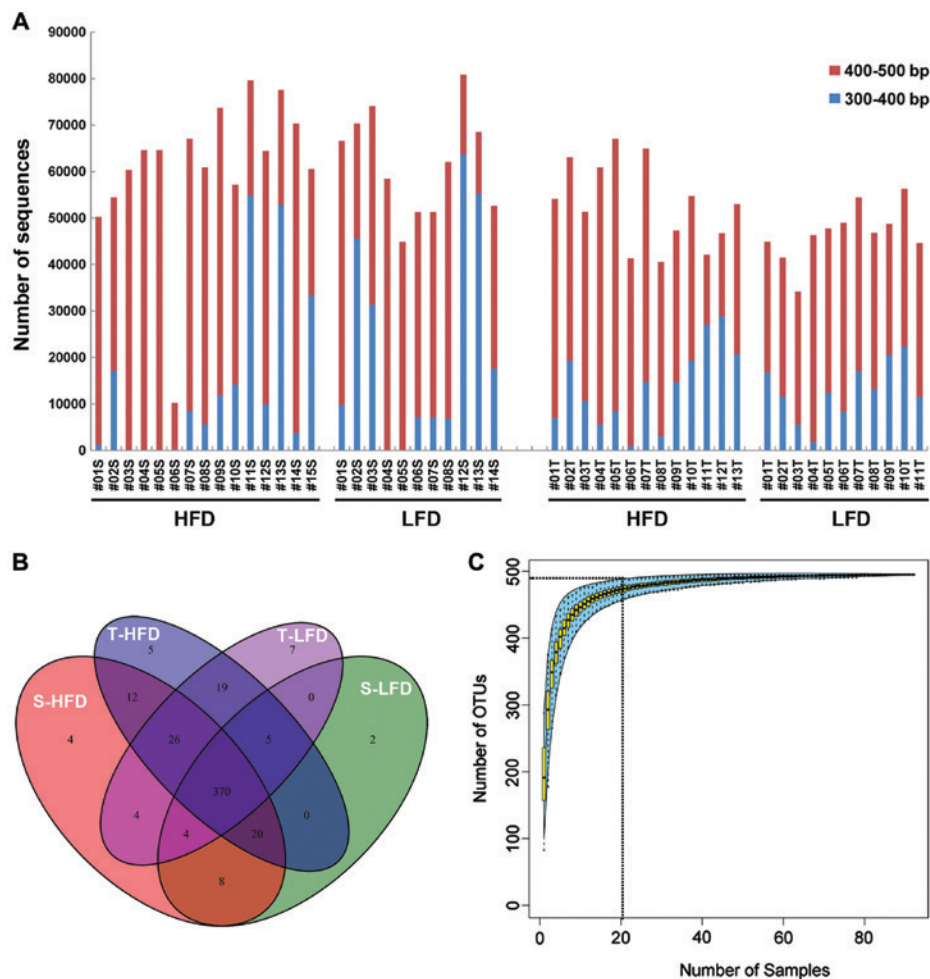 A
90000
80000
70000
60000
50000
40000
30000
20000
10000
0
Number of sequences
400-500 bp
300-400 bp
#01S #02S #03S #04S #05S #06S #07S #08S #09S #10S #11S #12S #13S #14S #15S
#01S #02S #03S #04S #05S #06S #07S #08S #12S #13S #14S
#01T #02T #03T #04T #05T #06T #07T #08T #09T #10T #11T #12T #13T
#01T #02T #03T #04T #05T #06T #07T #08T #09T #10T #11T
HFD LFD HFD LFD
B
T-HFD T-LFD
5 7
S-HFD S-LFD
12 19 0
4 26 5 2
370
4 4 20 0
8
C
500
400
300
200
100
0
Number of OTUs
0 20 40 60 80
Number of Samples